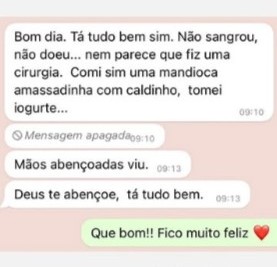 Bom dia. Tá tudo bem sim. Não sangrou,
não doeu... nem parece que fiz uma
cirurgia.  Comi sim uma mandioca
amassadinha com caldinho,  tomei
iogurte...
09:10
Mensagem apagada 09:10
Mãos abençoadas viu. 09:13
Deus te abençoe,  tá tudo bem. 09:13
Que bom!! Fico muito feliz ❤️